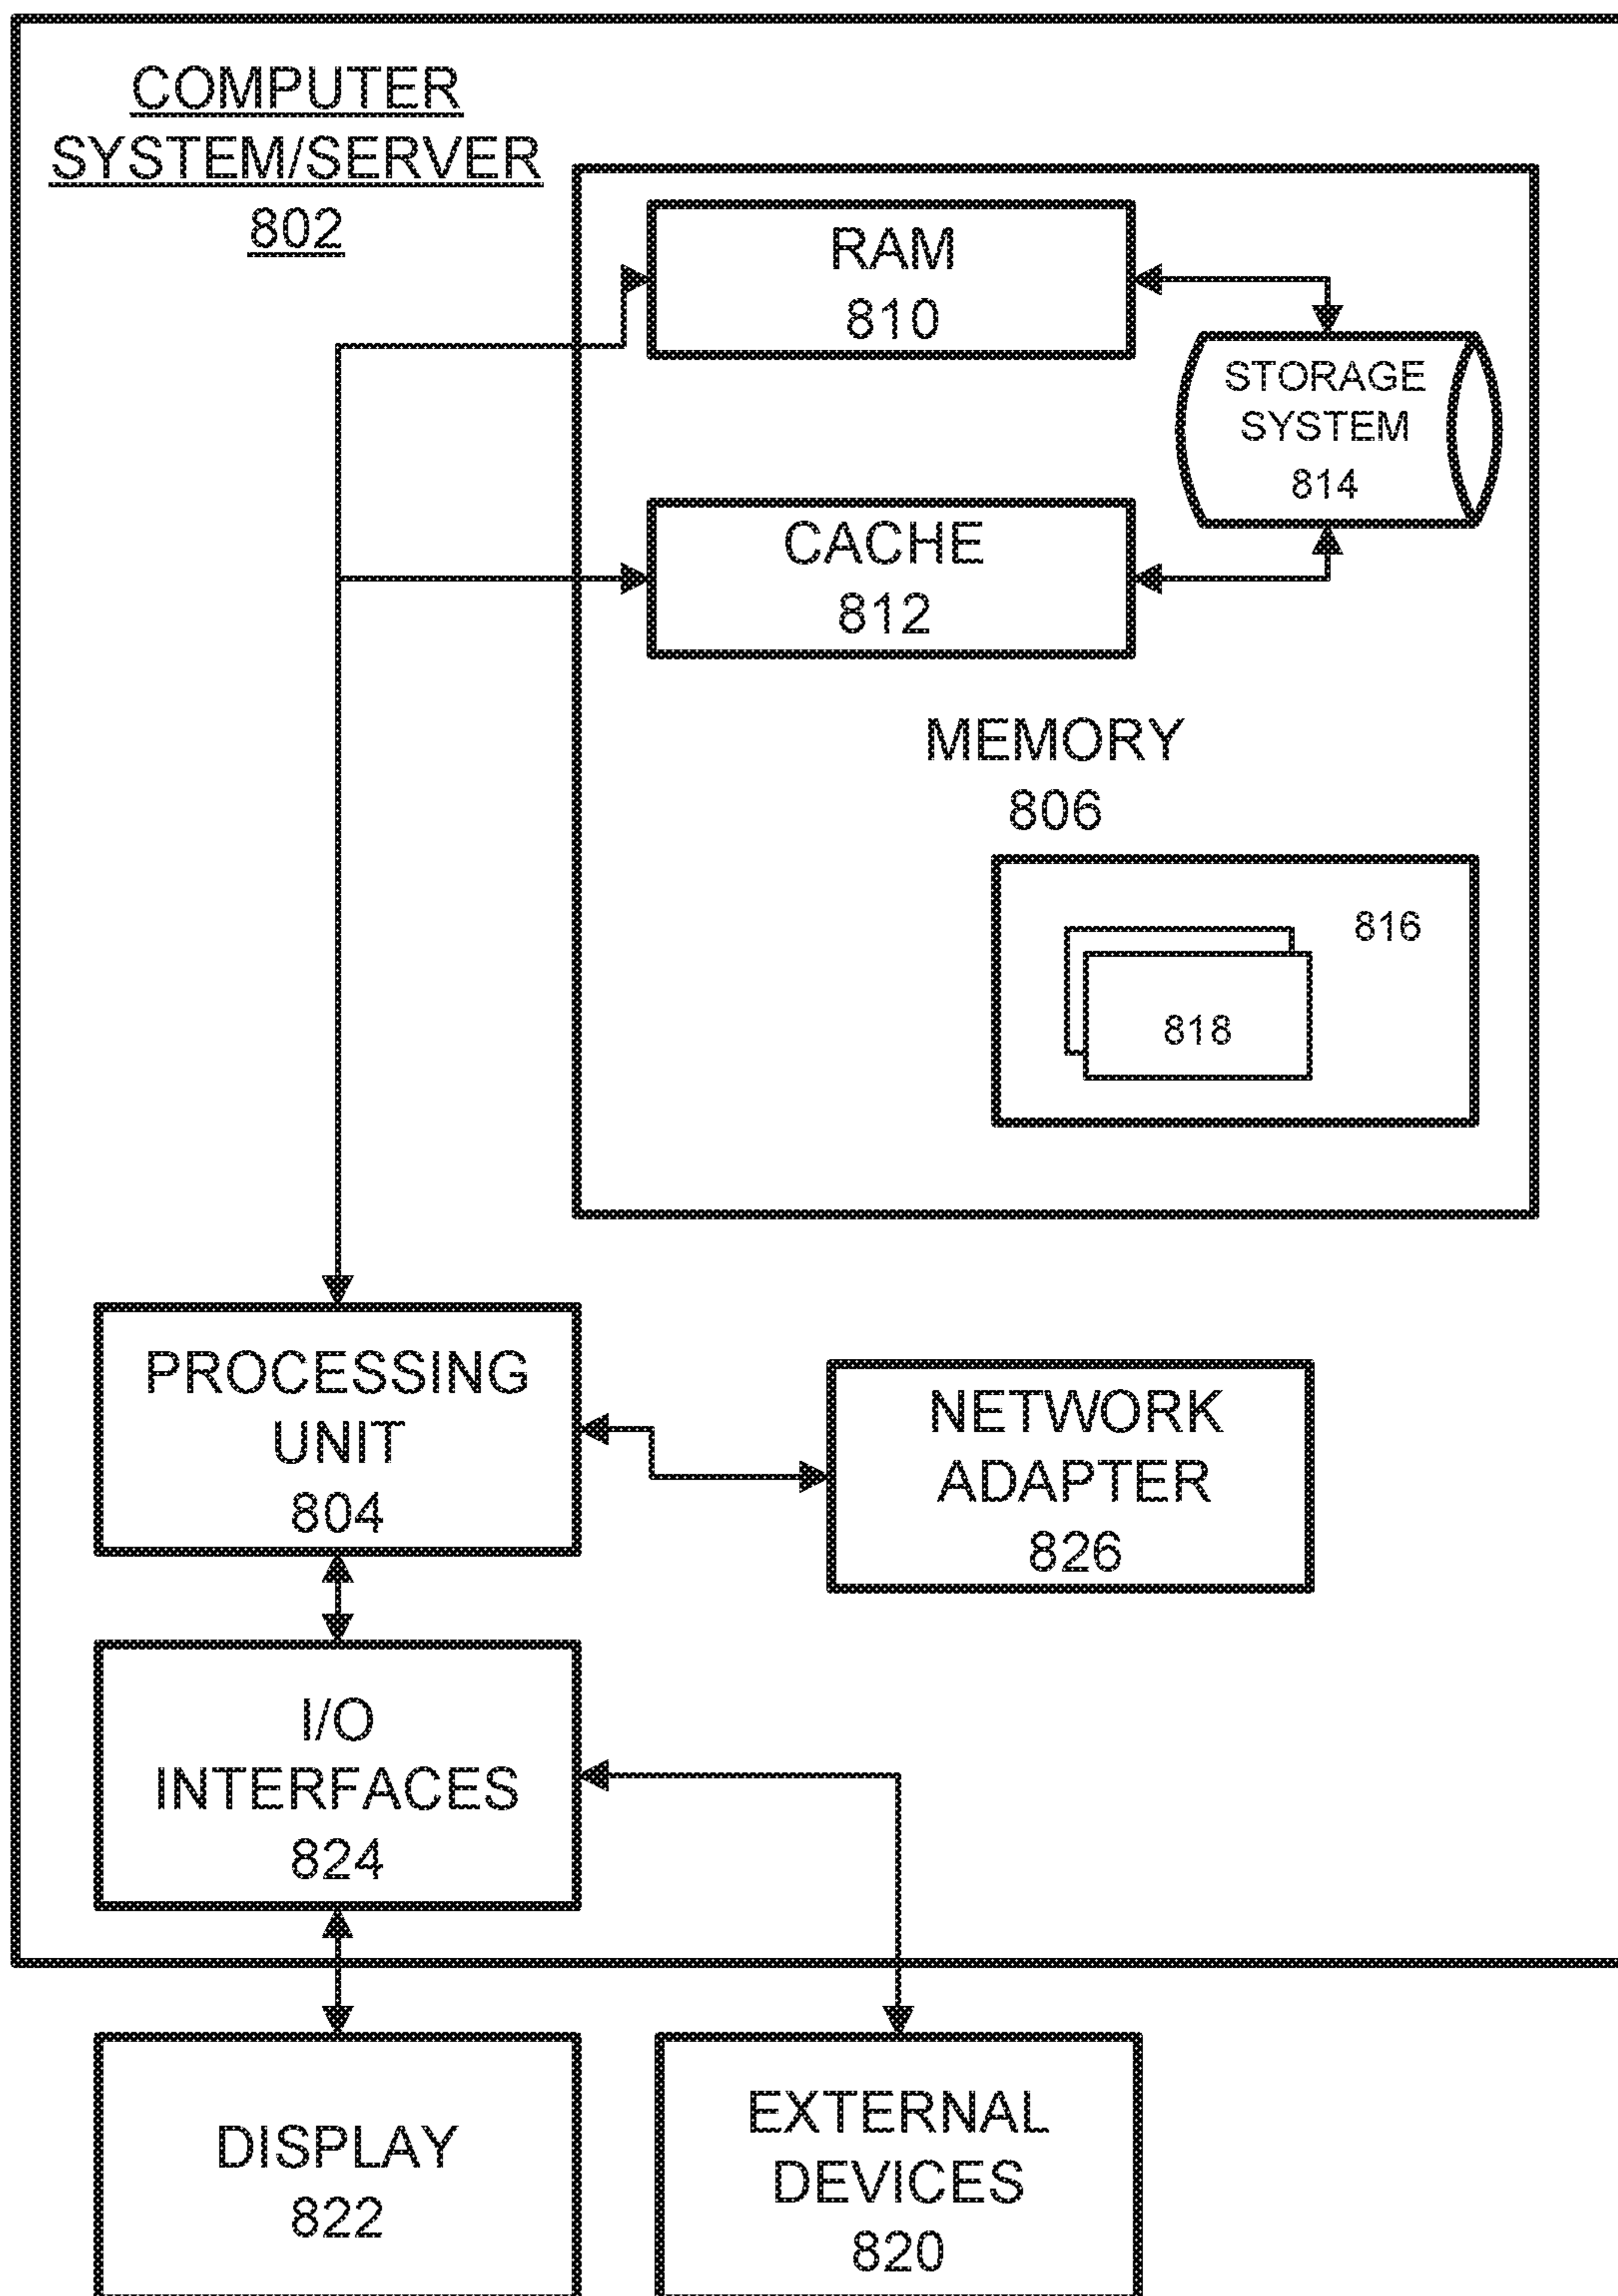 COMPUTER
SYSTEM/SERVER
802
RAM
810
STORAGE
SYSTEM
814
CACHE
812
MEMORY
806
816
818
PROCESSING
UNIT
804
NETWORK
ADAPTER
826
I/O
INTERFACES
824
DISPLAY
822
EXTERNAL
DEVICES
820